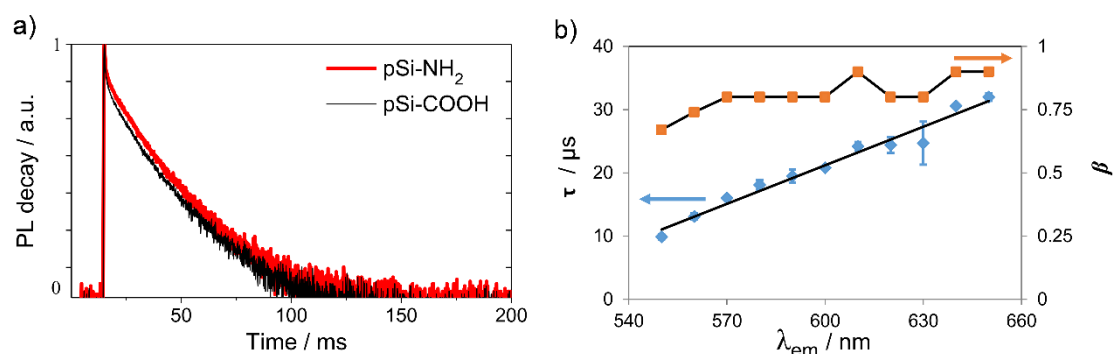 a)
1
PL decay / a.u.
0
pSi-NH₂
pSi-COOH
50
100
150
200
Time / ms
b)
40
30
20
10
0
τ / µs
1
0.75
0.5
0.25
0
β
540
570
600
630
660
λem / nm